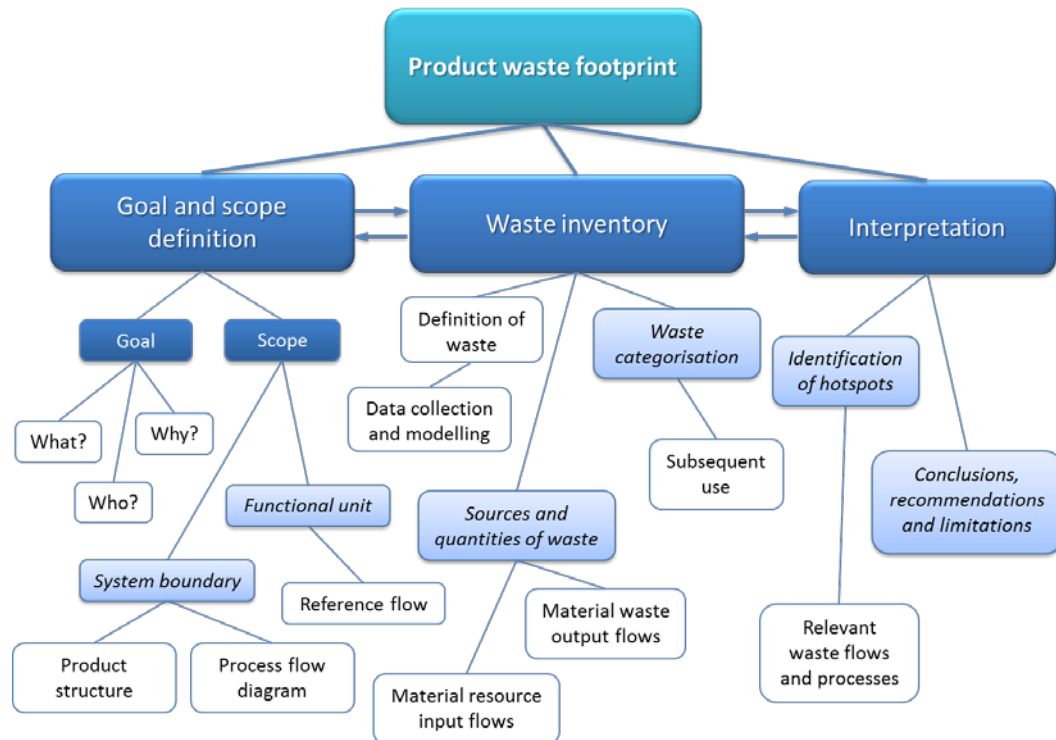 Product waste footprint
Goal and scope
definition
Waste inventory
Interpretation
Goal
Scope
Definition of
waste
Waste
categorisation
Identification
of hotspots
What?
Why?
Who?
Data collection
and modelling
Subsequent
use
Functional unit
Sources and
quantities of waste
Conclusions,
recommendations
and limitations
System boundary
Reference flow
Material waste
output flows
Product
structure
Process flow
diagram
Material resource
input flows
Relevant
waste flows
and processes